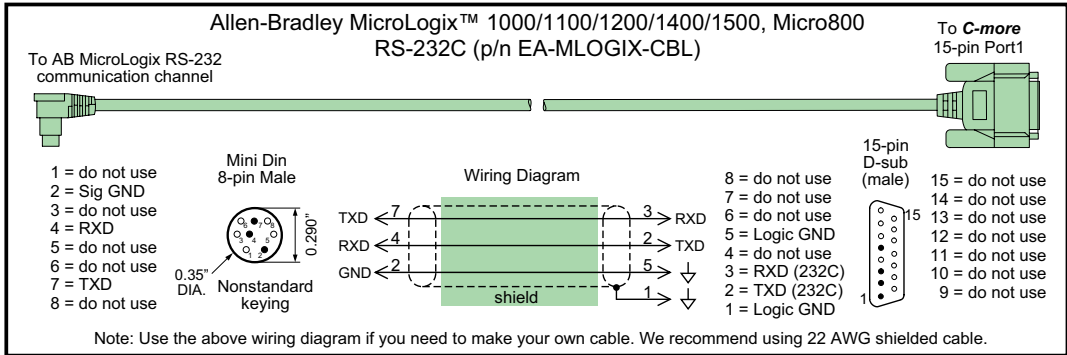 Allen-Bradley MicroLogix™ 1000/1100/1200/1400/1500, Micro800
RS-232C (p/n EA-MLOGIX-CBL)
To AB MicroLogix RS-232
communication channel
To C-more
15-pin Port1
1 = do not use
2 = Sig GND
3 = do not use
4 = RXD
5 = do not use
6 = do not use
7 = TXD
8 = do not use
Mini Din
8-pin Male
6 7 8
3 4 5
1 2
0.290"
0.35"
DIA.
Nonstandard
keying
Wiring Diagram
TXD 7 3 RXD
RXD 4 2 TXD
GND 2 5
1
shield
8 = do not use
7 = do not use
6 = do not use
5 = Logic GND
4 = do not use
3 = RXD (232C)
2 = TXD (232C)
1 = Logic GND
15-pin
D-sub
(male)
15
1
15 = do not use
14 = do not use
13 = do not use
12 = do not use
11 = do not use
10 = do not use
9 = do not use
Note: Use the above wiring diagram if you need to make your own cable. We recommend using 22 AWG shielded cable.